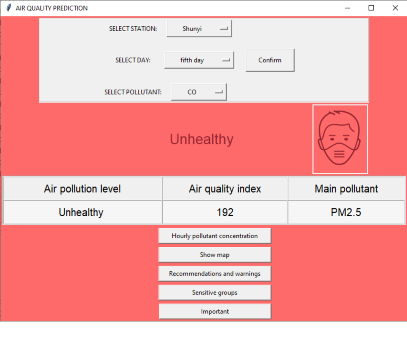 AIR QUALITY PREDICTION
SELECT STATION: Shunyi
SELECT DAY: fifth day Confirm
SELECT POLLUTANT: CO
Unhealthy
Air pollution level Air quality index Main pollutant
Unhealthy 192 PM2.5
Hourly pollutant concentration
Show map
Recommendations and warnings
Sensitive groups
Important